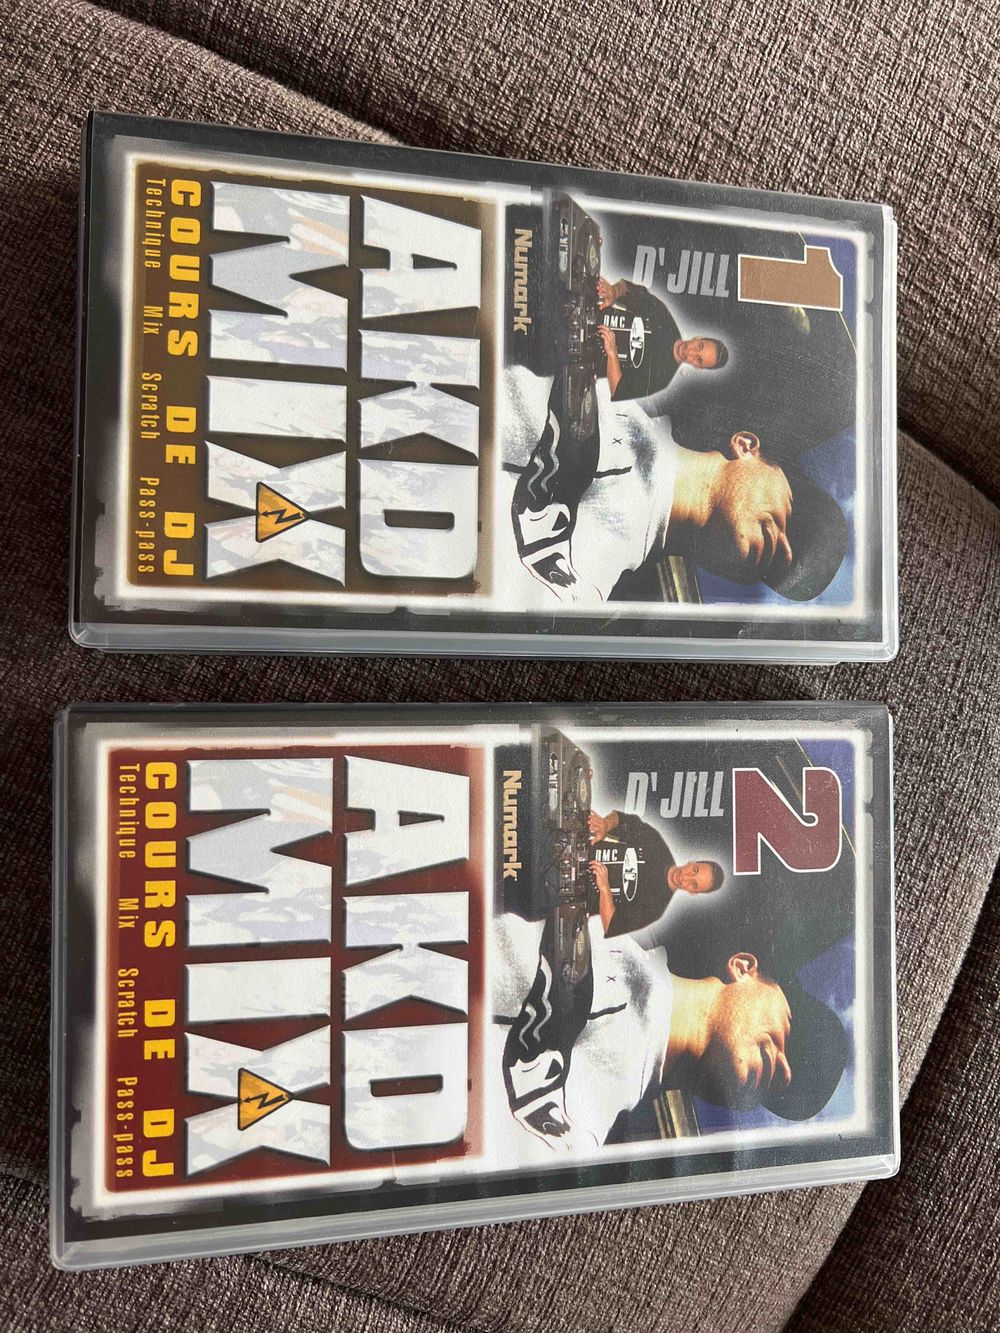 1
D'JILL
DMC
Numark
AKD
MIX
COURS DE DJ
Technique Mix Scratch Pass-pass
2
D'JILL
DMC
Numark
AKD
MIX
COURS DE DJ
Technique Mix Scratch Pass-pass